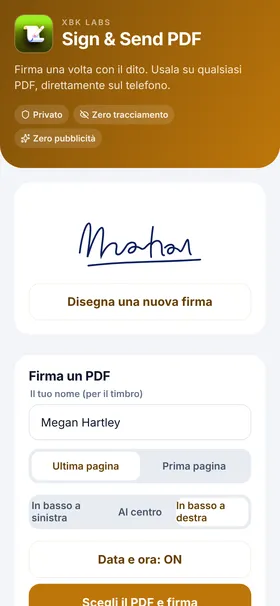 XBK LABS
Sign & Send PDF
Firma una volta con il dito. Usala su qualsiasi
PDF, direttamente sul telefono.
Privato
Zero tracciamento
Zero pubblicità
Disegna una nuova firma
Firma un PDF
Il tuo nome (per il timbro)
Megan Hartley
Ultima pagina
Prima pagina
In basso a
sinistra
Al centro
In basso a
destra
Data e ora: ON
Scegli il PDF e firma